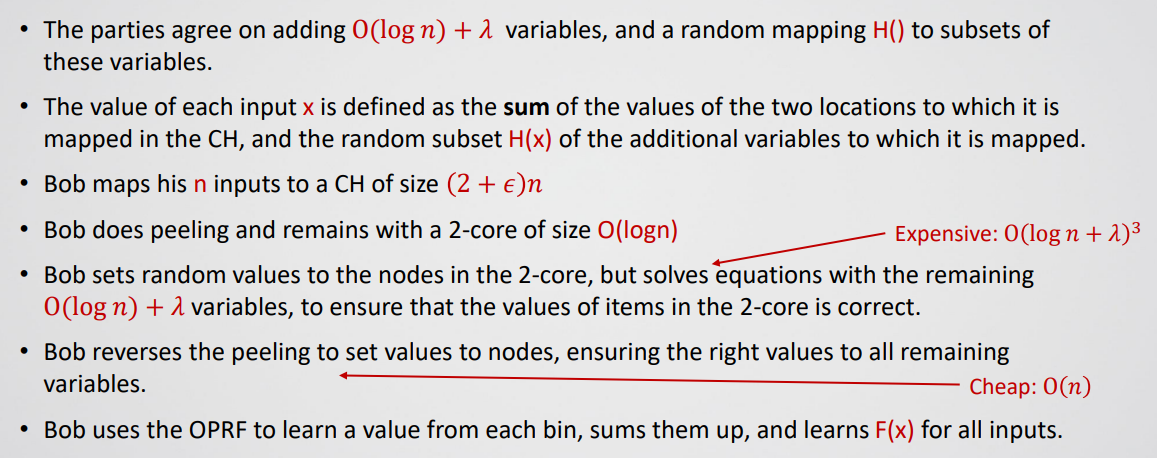 • The parties agree on adding O(log n) + λ variables, and a random mapping H() to subsets of
these variables.
• The value of each input x is defined as the sum of the values of the two locations to which it is
mapped in the CH, and the random subset H(x) of the additional variables to which it is mapped.
• Bob maps his n inputs to a CH of size (2 + ϵ)n
• Bob does peeling and remains with a 2-core of size O(logn)
Expensive: O(log n + λ)³
• Bob sets random values to the nodes in the 2-core, but solves equations with the remaining
O(log n) + λ variables, to ensure that the values of items in the 2-core is correct.
• Bob reverses the peeling to set values to nodes, ensuring the right values to all remaining
variables.
Cheap: O(n)
• Bob uses the OPRF to learn a value from each bin, sums them up, and learns F(x) for all inputs.